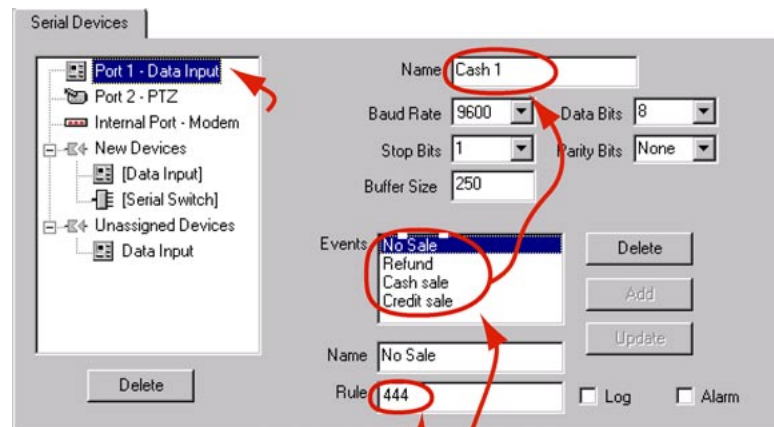 Serial Devices
Port 1 - Data Input
Port 2 - PTZ
Internal Port - Modem
New Devices
[Data Input]
[Serial Switch]
Unassigned Devices
Data Input
Delete
Name Cash 1
Baud Rate 9600 Data Bits 8
Stop Bits 1 Parity Bits None
Buffer Size 250
Events No Sale
Refund
Cash sale
Credit sale
Delete
Add
Update
Name No Sale
Rule 444 Log Alarm